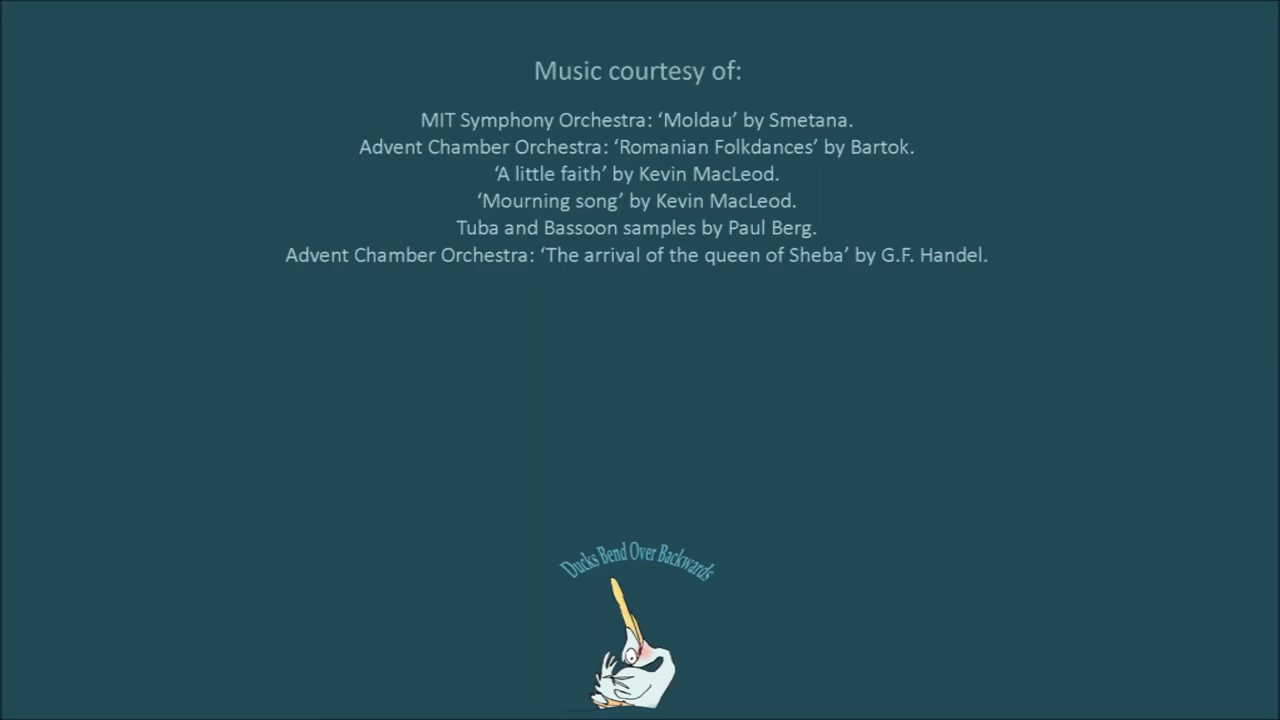 Music courtesy of:
MIT Symphony Orchestra: ‘Moldau’ by Smetana.
Advent Chamber Orchestra: ‘Romanian Folkdances’ by Bartok.
‘A little faith’ by Kevin MacLeod.
‘Mourning song’ by Kevin MacLeod.
Tuba and Bassoon samples by Paul Berg.
Advent Chamber Orchestra: ‘The arrival of the queen of Sheba’ by G.F. Handel.
Ducks Bend Over Backwards